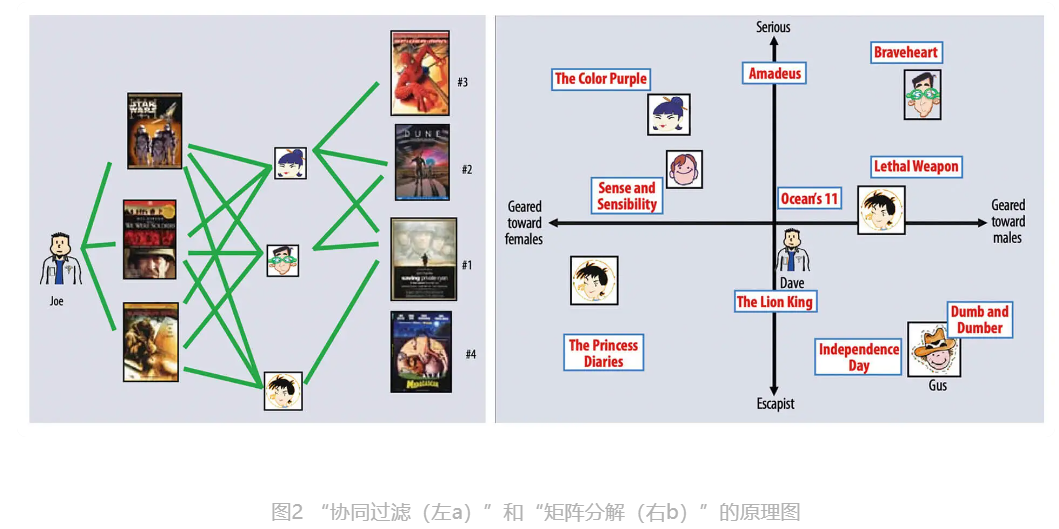 STAR
WARS
WE WERE SOLDIERS
Joe
#3
DUNE
#2
saving private ryan
#1
MADAGASCAR
#4
Serious
Braveheart
Amadeus
The Color Purple
Lethal Weapon
Sense and
Sensibility
Ocean's 11
Geared
toward
females
Geared
toward
males
Dave
The Lion King
Dumb and
Dumber
The Princess
Diaries
Independence
Day
Gus
Escapist
图2 “协同过滤（左a）”和“矩阵分解（右b）”的原理图